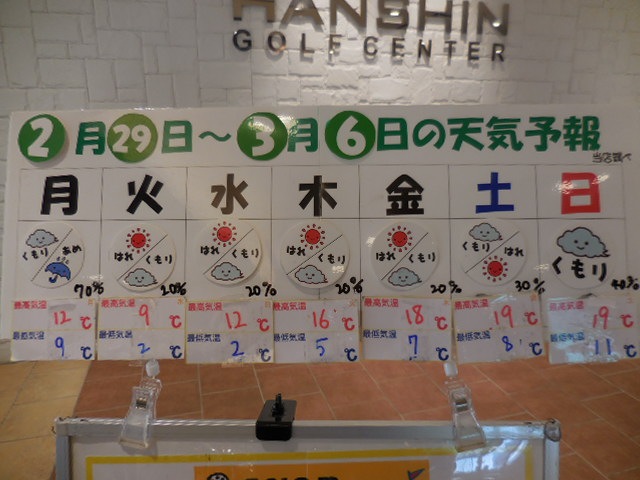 HANSHIN
GOLF CENTER
2月29日～3月6日の天気予報
当店調べ
月 火 水 木 金 土 日
くもり あめ はれ くもり はれ くもり はれ くもり はれ くもり くもり はれ くもり
70% 20% 20% 20% 20% 30% 40%
最高気温 12℃ 最高気温 9℃ 最高気温 12℃ 最高気温 16℃ 最高気温 18℃ 最高気温 19℃ 最高気温 19℃
最低気温 9℃ 最低気温 2℃ 最低気温 2℃ 最低気温 5℃ 最低気温 7℃ 最低気温 8℃ 最低気温 11℃